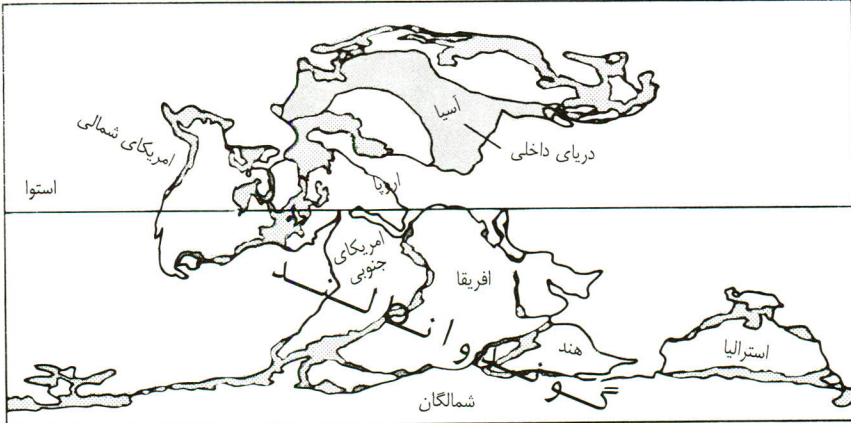 آسیا
دریای داخلی
امریکای شمالی
استوا
اروپا
امریکای
جنوبی
افریقا
گوندوانالند
هند
استرالیا
شمالگان